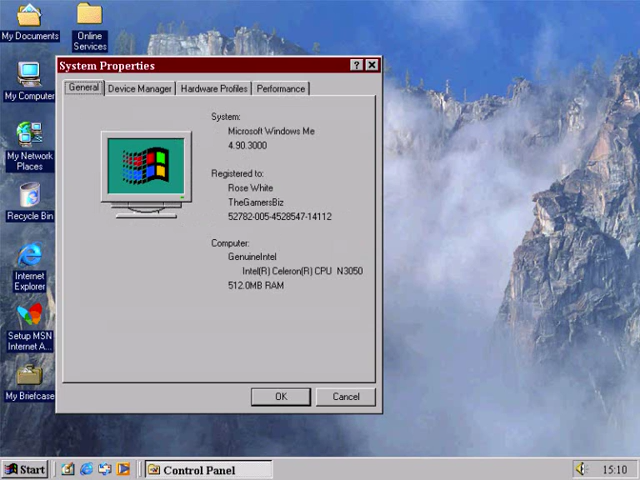 My Documents
Online
Services
My Computer
My Network
Places
Recycle Bin
Internet
Explorer
Setup MSN
Internet A...
My Briefcase
System Properties
General
Device Manager
Hardware Profiles
Performance
System:
Microsoft Windows Me
4.90.3000
Registered to:
Rose White
TheGamersBiz
52782-005-4528547-14112
Computer:
GenuineIntel
Intel(R) Celeron(R) CPU N3050
512.0MB RAM
OK
Cancel
Start
Control Panel
15:10